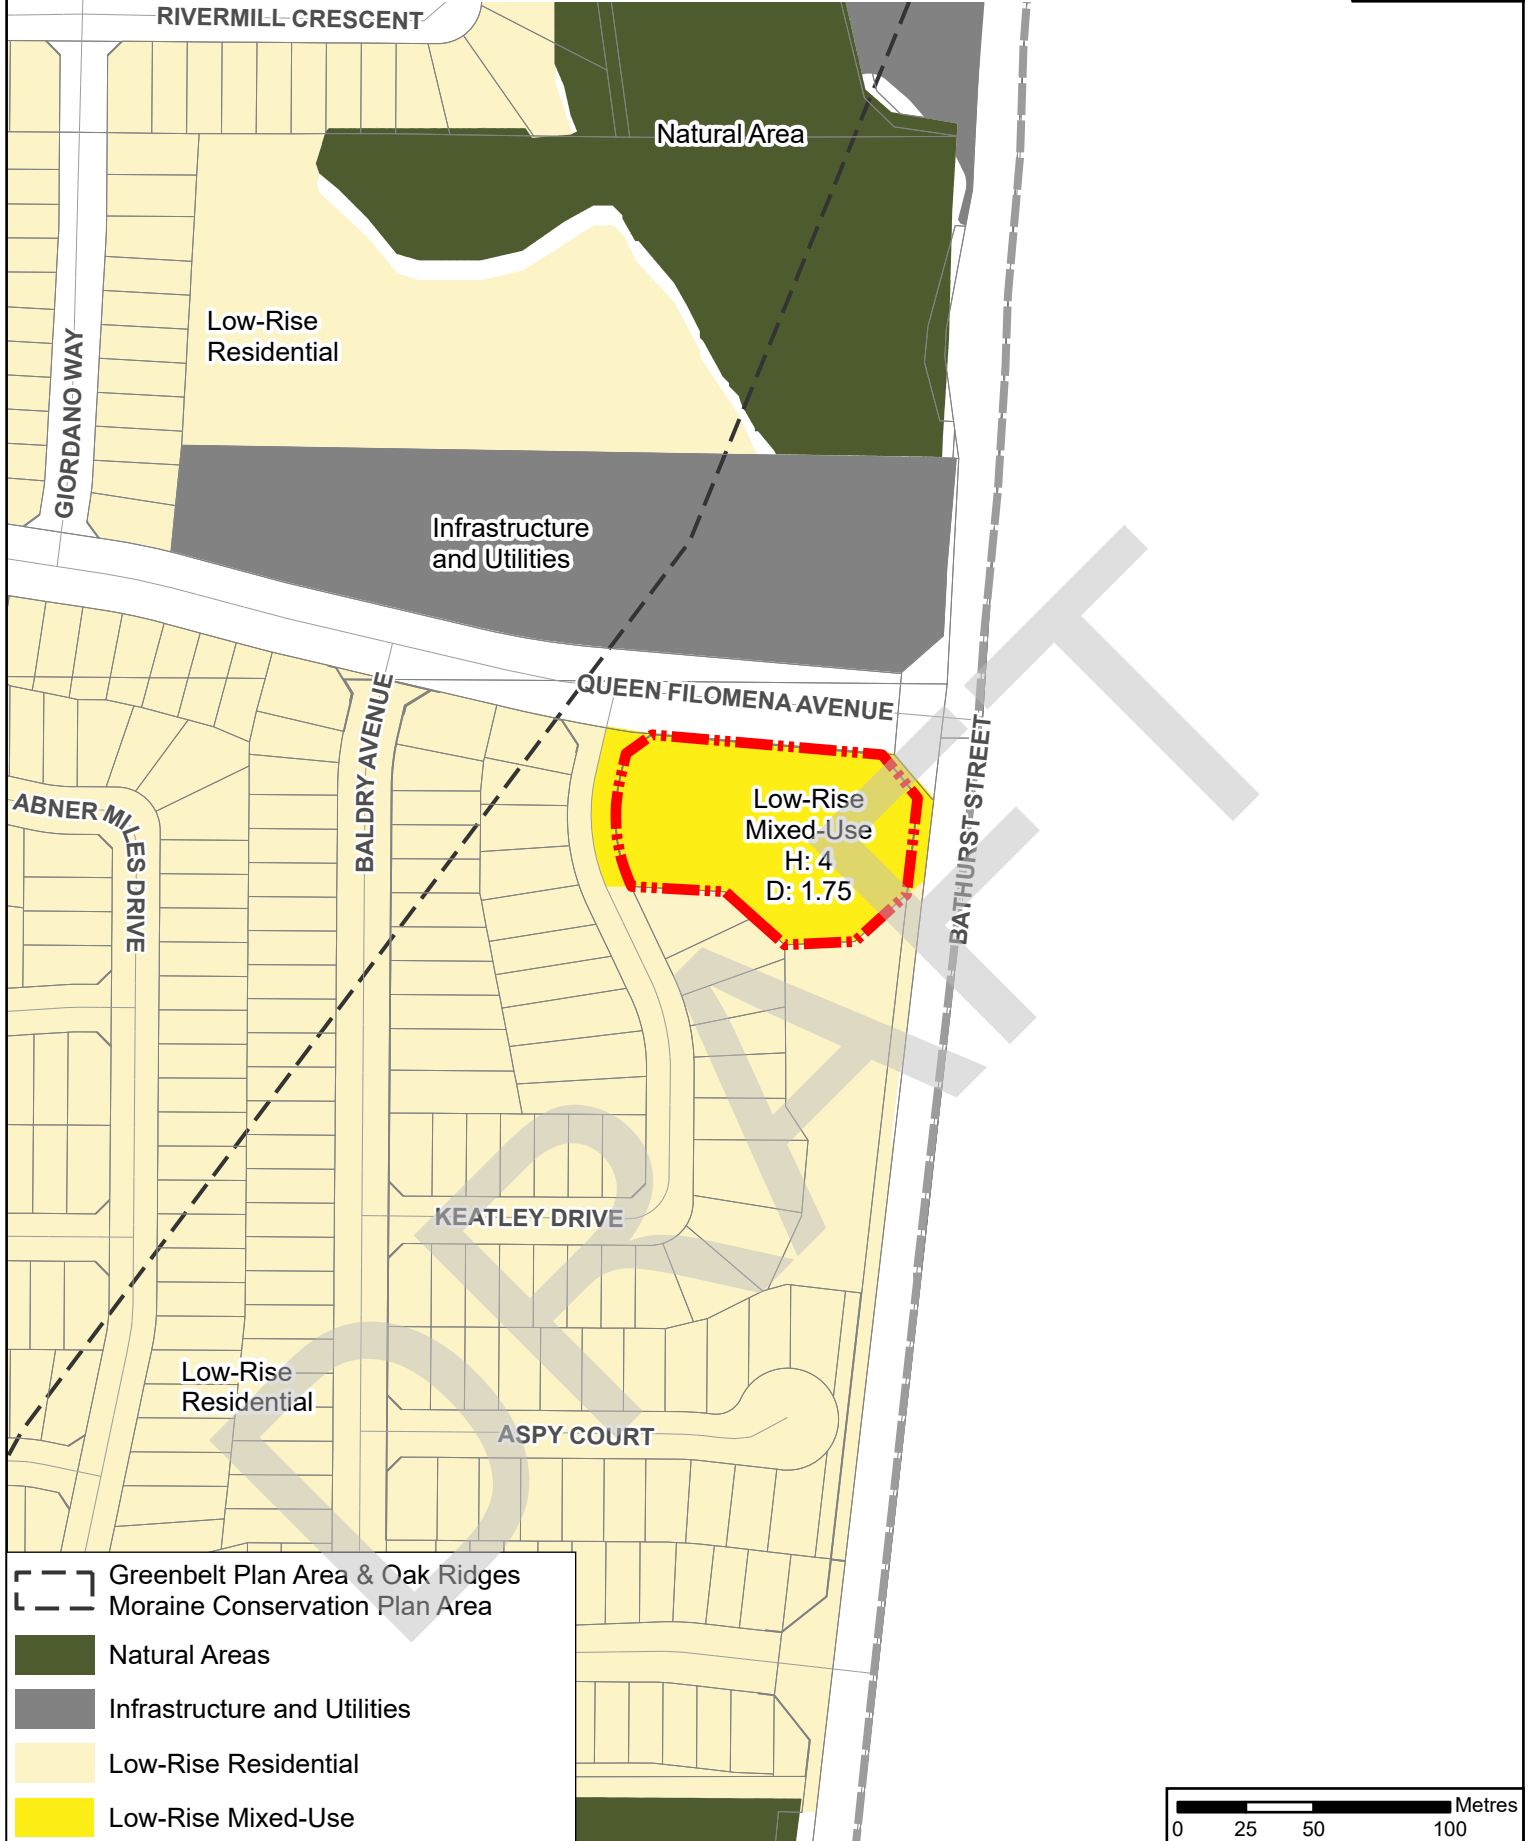 RIVERMILL CRESCENT
Natural Area
Low-Rise
Residential
GIORDANO WAY
Infrastructure
and Utilities
QUEEN FILOMENA AVENUE
BALDRY AVENUE
ABNER MILES DRIVE
Low-Rise
Mixed-Use
H: 4
D: 1.75
BATHURST STREET
KEATLEY DRIVE
Low-Rise
Residential
ASPY COURT
DRAFT
Greenbelt Plan Area & Oak Ridges
Moraine Conservation Plan Area
Natural Areas
Infrastructure and Utilities
Low-Rise Residential
Low-Rise Mixed-Use
Metres
0 25 50 100